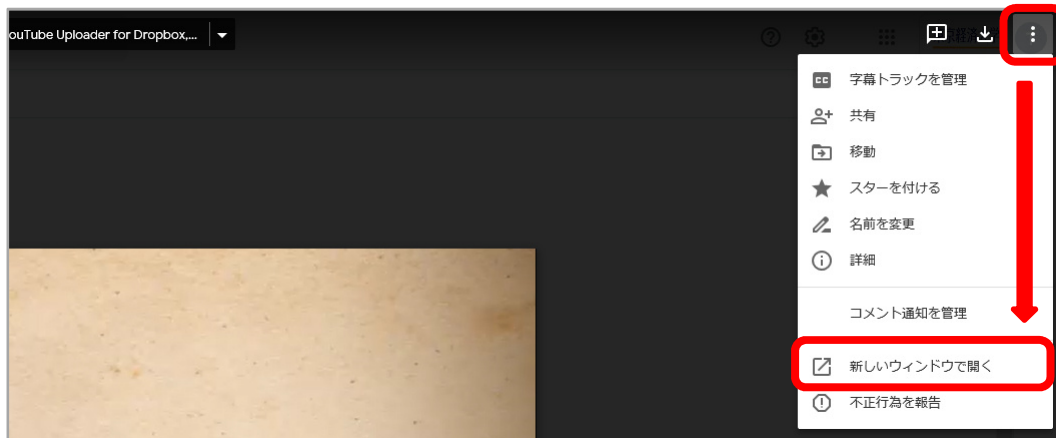 ouTube Uploader for Dropbox,...
字幕トラックを管理
共有
移動
スターを付ける
名前を変更
詳細
コメント通知を管理
新しいウィンドウで開く
不正行為を報告